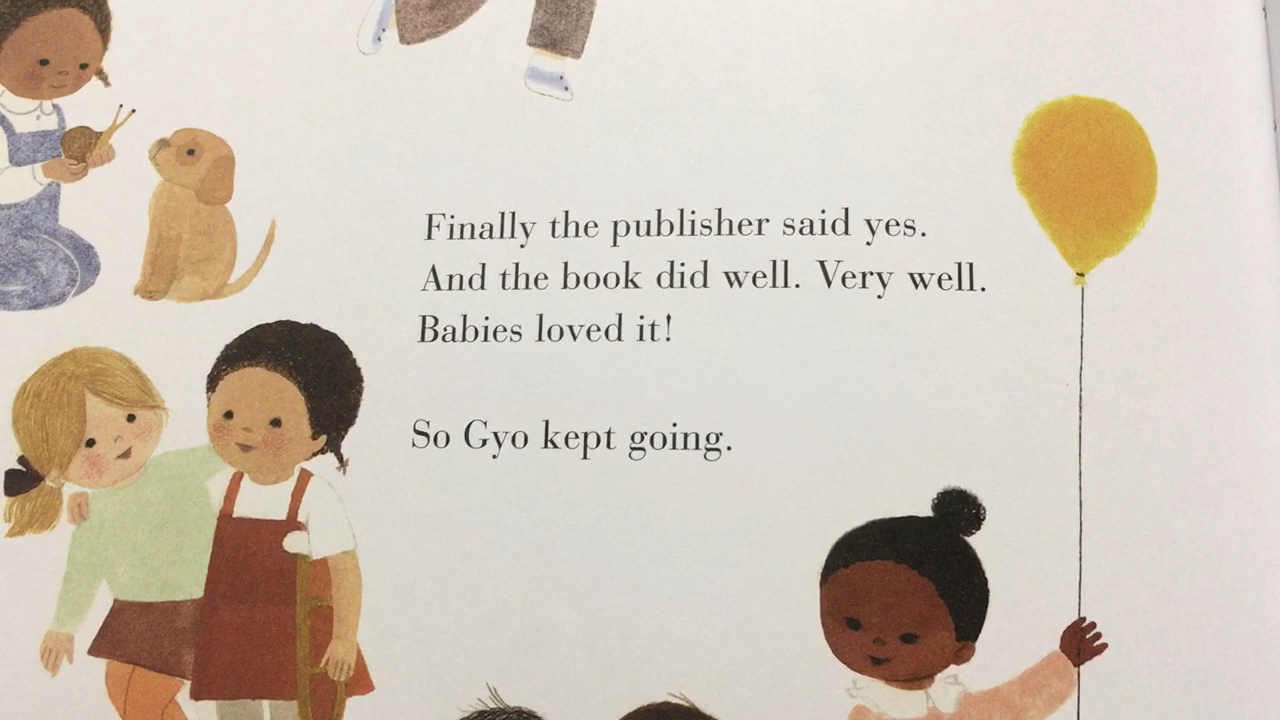 Finally the publisher said yes.
And the book did well. Very well.
Babies loved it!
So Gyo kept going.